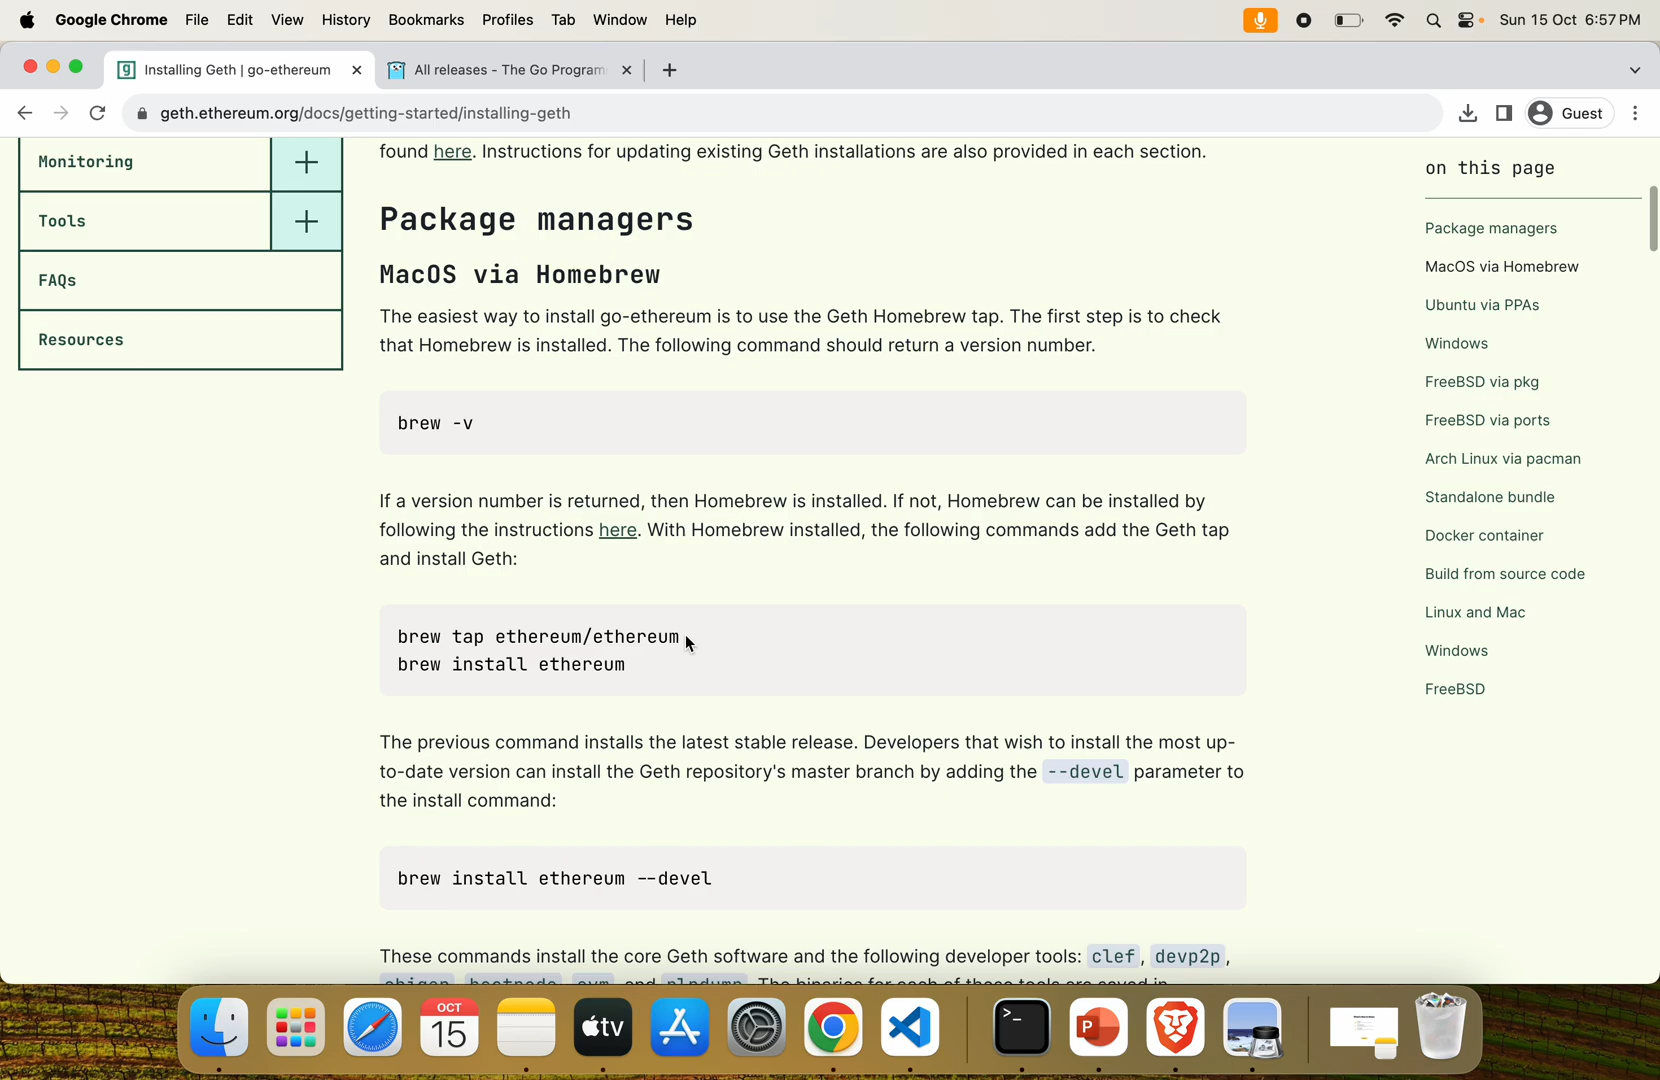 Google Chrome File Edit View History Bookmarks Profiles Tab Window Help Sun 15 Oct 6:57 PM
Installing Geth | go-ethereum
All releases - The Go Program
geth.ethereum.org/docs/getting-started/installing-geth
Guest
Monitoring
Tools
FAQs
Resources
found here. Instructions for updating existing Geth installations are also provided in each section.
Package managers
MacOS via Homebrew
The easiest way to install go-ethereum is to use the Geth Homebrew tap. The first step is to check
that Homebrew is installed. The following command should return a version number.
brew -v
If a version number is returned, then Homebrew is installed. If not, Homebrew can be installed by
following the instructions here. With Homebrew installed, the following commands add the Geth tap
and install Geth:
brew tap ethereum/ethereum
brew install ethereum
The previous command installs the latest stable release. Developers that wish to install the most up-
to-date version can install the Geth repository's master branch by adding the --devel parameter to
the install command:
brew install ethereum --devel
These commands install the core Geth software and the following developer tools: clef, devp2p,
on this page
Package managers
MacOS via Homebrew
Ubuntu via PPAs
Windows
FreeBSD via pkg
FreeBSD via ports
Arch Linux via pacman
Standalone bundle
Docker container
Build from source code
Linux and Mac
Windows
FreeBSD
OCT
15
tv